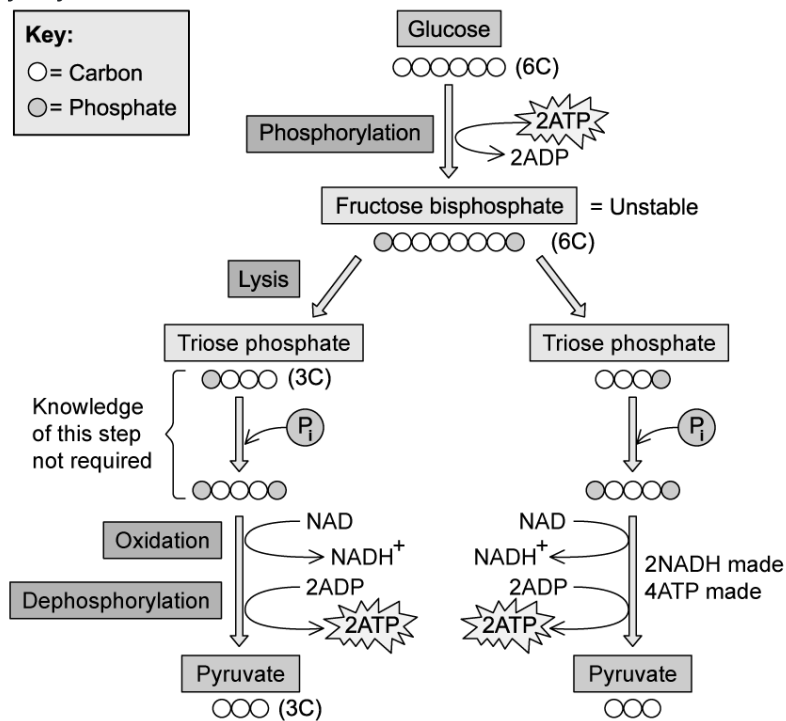 Key:
= Carbon
= Phosphate
Glucose
(6C)
Phosphorylation
2ATP
2ADP
Fructose bisphosphate = Unstable
(6C)
Lysis
Triose phosphate
Triose phosphate
(3C)
Knowledge
of this step
not required
Pi
Pi
Oxidation
NAD
NADH+
NAD
NADH+
Dephosphorylation
2ADP
2ATP
2ADP
2ATP
2NADH made
4ATP made
Pyruvate
(3C)
Pyruvate